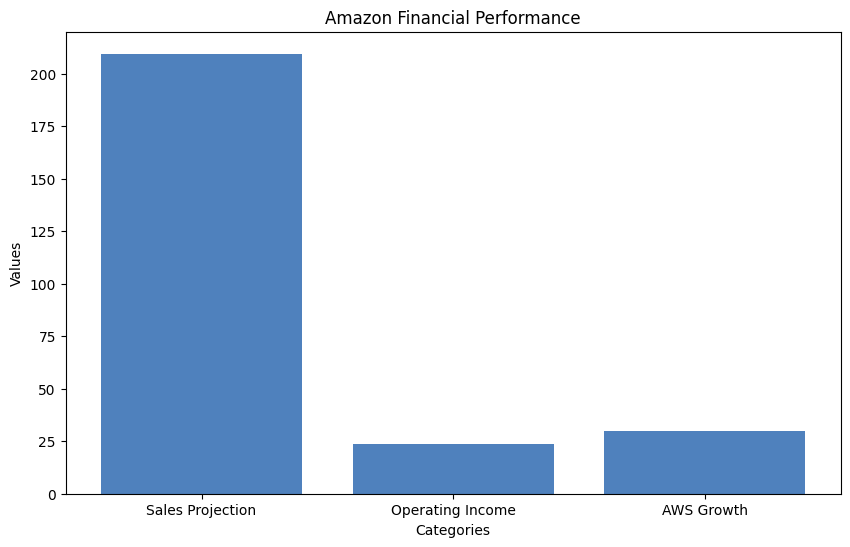 Amazon Financial Performance
Values
200
175
150
125
100
75
50
25
0
Sales Projection Operating Income AWS Growth
Categories